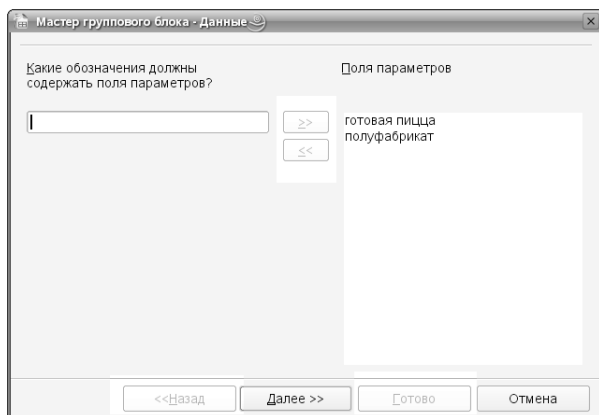 Мастер группового блока - Данные
Какие обозначения должны
содержать поля параметров?
Поля параметров
>>
<<
готовая пицца
полуфабрикат
<<Назад
Далее >>
Готово
Отмена